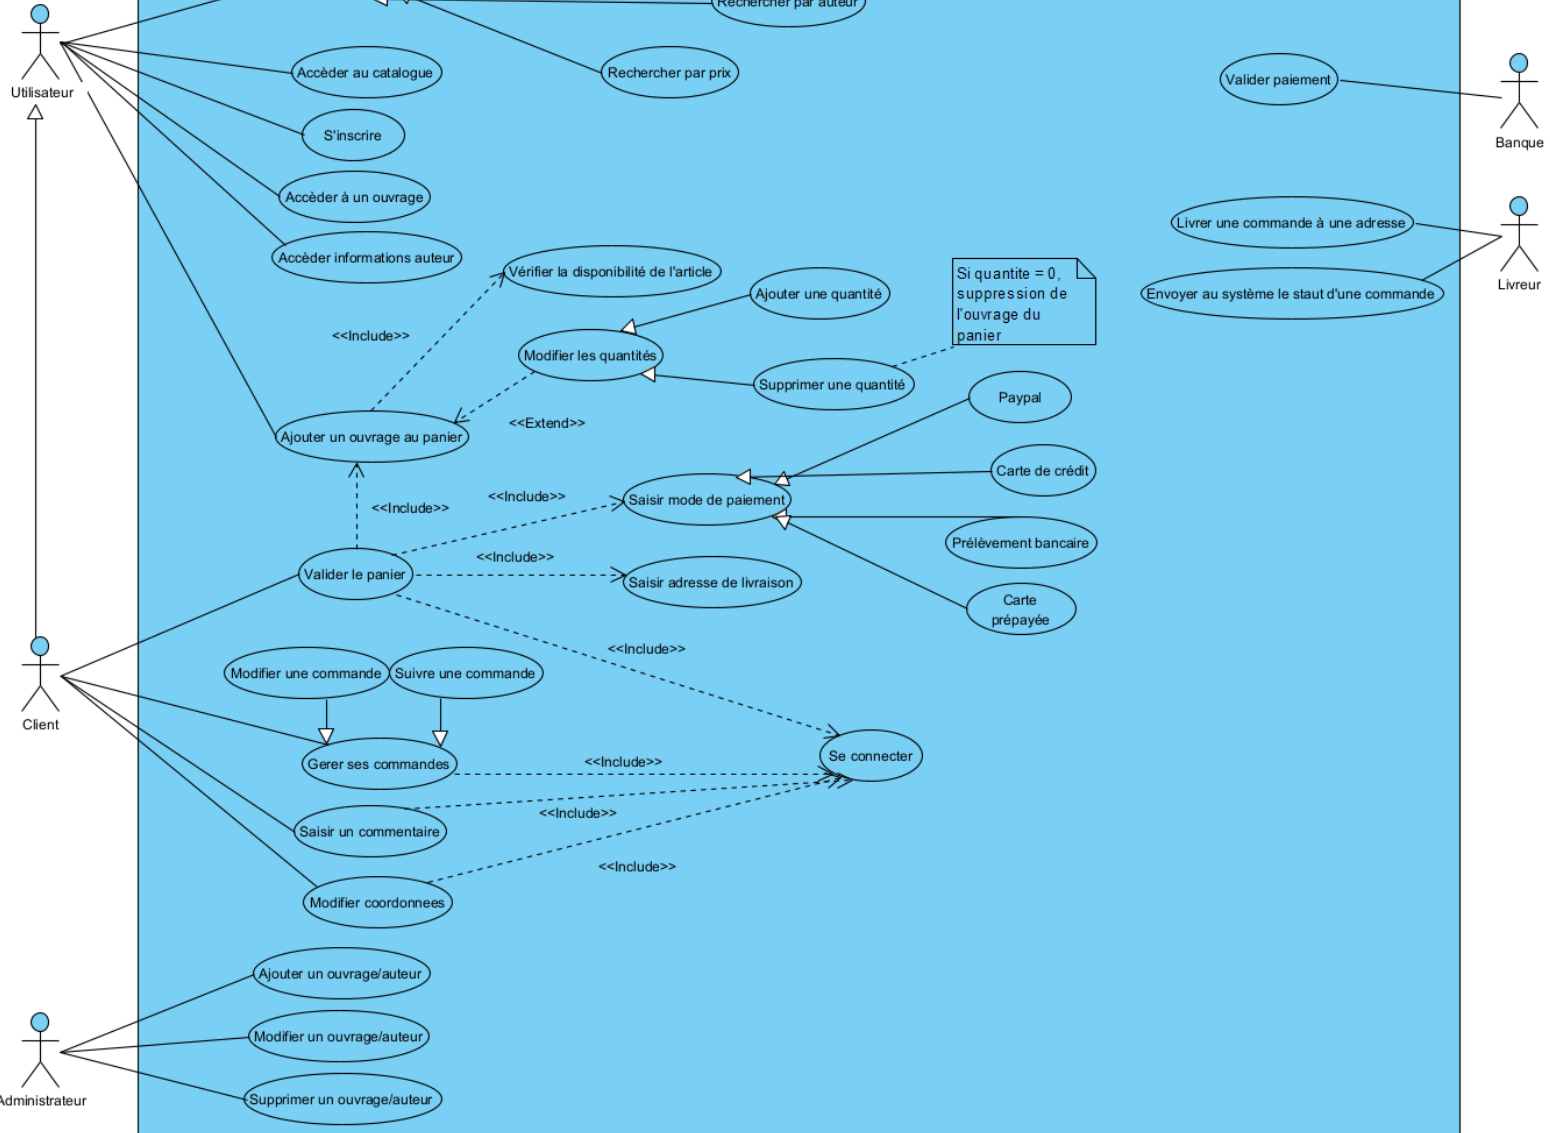 Rechercher par auteur
Utilisateur
Accèder au catalogue
Rechercher par prix
Valider paiement
Banque
S'inscrire
Accèder à un ouvrage
Livrer une commande à une adresse
Accèder informations auteur
Vérifier la disponibilité de l'article
Ajouter une quantité
Si quantite = 0,
suppression de
l'ouvrage du
panier
Envoyer au système le staut d'une commande
Livreur
<<Include>>
Modifier les quantités
Supprimer une quantité
Paypal
<<Extend>>
Ajouter un ouvrage au panier
Carte de crédit
<<Include>>
<<Include>>
Saisir mode de paiement
Prélèvement bancaire
<<Include>>
Valider le panier
Saisir adresse de livraison
Carte
prépayée
<<Include>>
Modifier une commande
Suivre une commande
Client
Gerer ses commandes
<<Include>>
Se connecter
<<Include>>
Saisir un commentaire
<<Include>>
Modifier coordonnees
Ajouter un ouvrage/auteur
Modifier un ouvrage/auteur
Supprimer un ouvrage/auteur
Administrateur